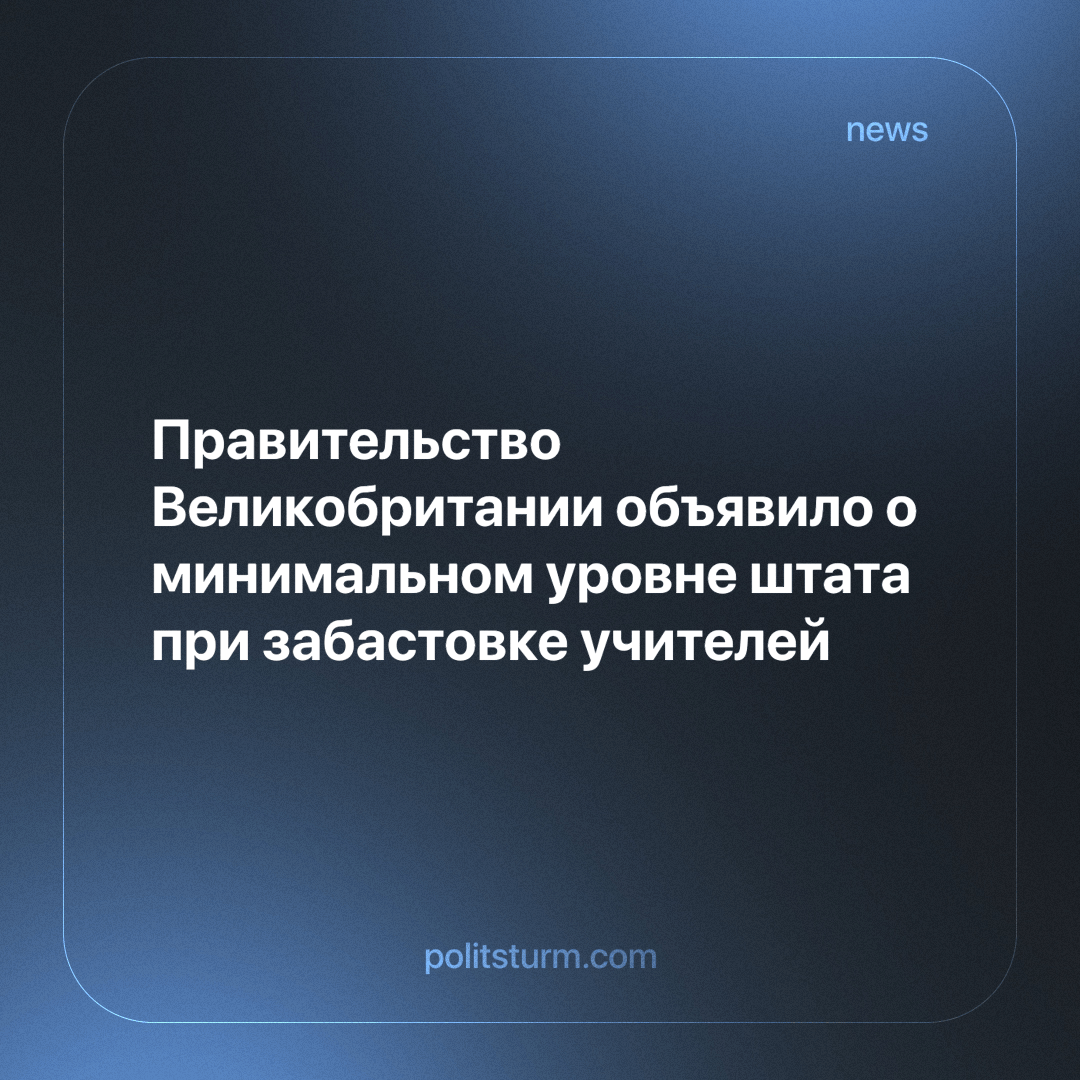 news
Правительство
Великобритании объявило о
минимальном уровне штата
при забастовке учителей
politsturm.com